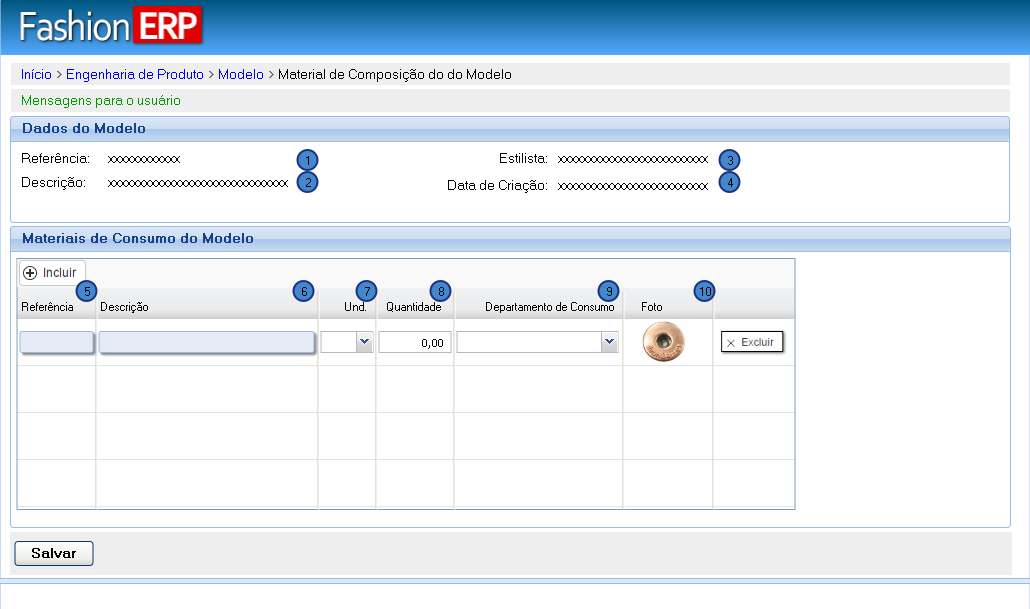 Fashion ERP
Início > Engenharia de Produto > Modelo > Material de Composição do do Modelo
Mensagens para o usuário
Dados do Modelo
Referência: xxxxxxxxxxxx 1 Estilista: xxxxxxxxxxxxxxxxxxxxxxxxx 3
Descrição: xxxxxxxxxxxxxxxxxxxxxxxxxxxxxx 2 Data de Criação: xxxxxxxxxxxxxxxxxxxxxxxxx 4
Materiais de Consumo do Modelo
Incluir
5 6 7 8 9 10
Referência Descrição Und. Quantidade Departamento de Consumo Foto
0,00 Excluir
Salvar